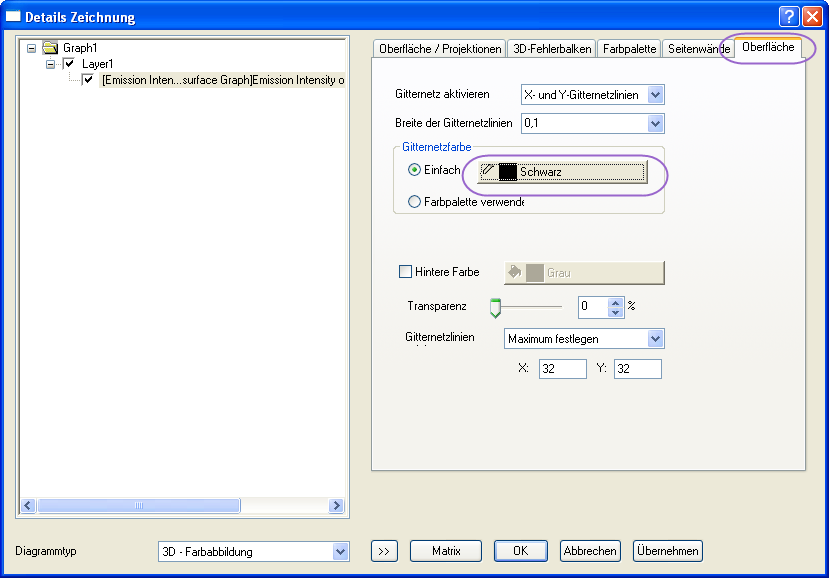 Details Zeichnung
Graph1
Layer1
[Emission Inten...surface Graph]Emission Intensity o
Oberfläche / Projektionen
3D-Fehlerbalken
Farbpalette
Seitenwände
Oberfläche
Gitternetz aktivieren
X- und Y-Gitternetzlinien
Breite der Gitternetzlinien
0,1
Gitternetzfarbe
Einfach
Schwarz
Farbpalette verwende
Hintere Farbe
Grau
Transparenz
0
%
Gitternetzlinien
Maximum festlegen
X:
32
Y:
32
Diagrammtyp
3D - Farbabbildung
>>
Matrix
OK
Abbrechen
Übernehmen